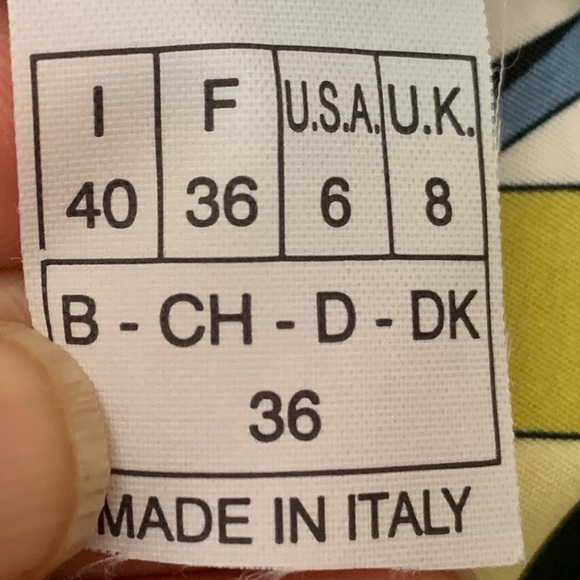 I F U.S.A. U.K.
40 36 6 8
B - CH - D - DK
36
MADE IN ITALY